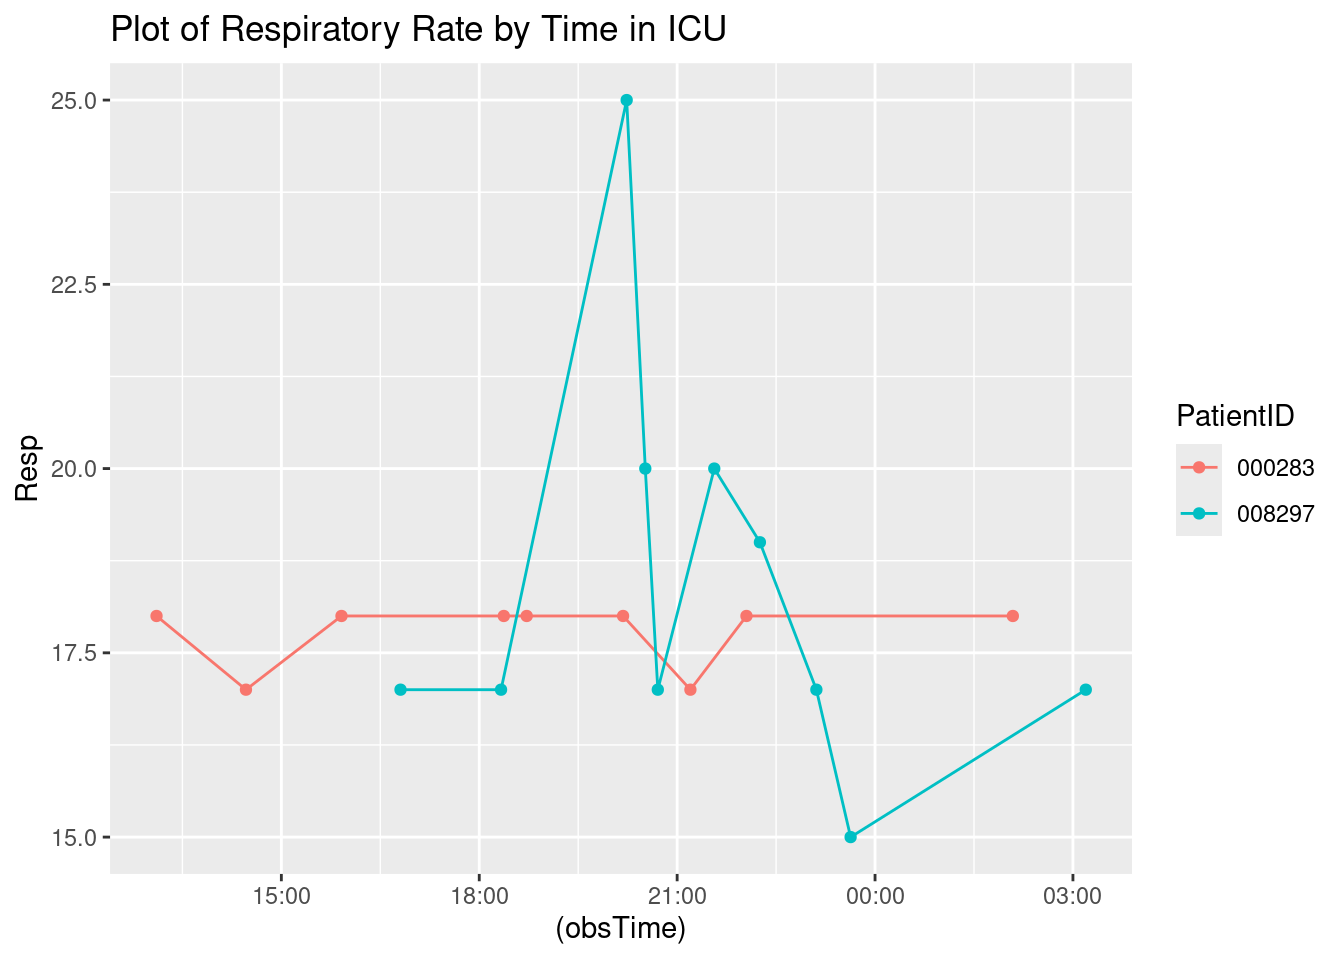 Plot of Respiratory Rate by Time in ICU
25.0
22.5
20.0
17.5
15.0
Resp
15:00 18:00 21:00 00:00 03:00
(obsTime)
PatientID
000283
008297